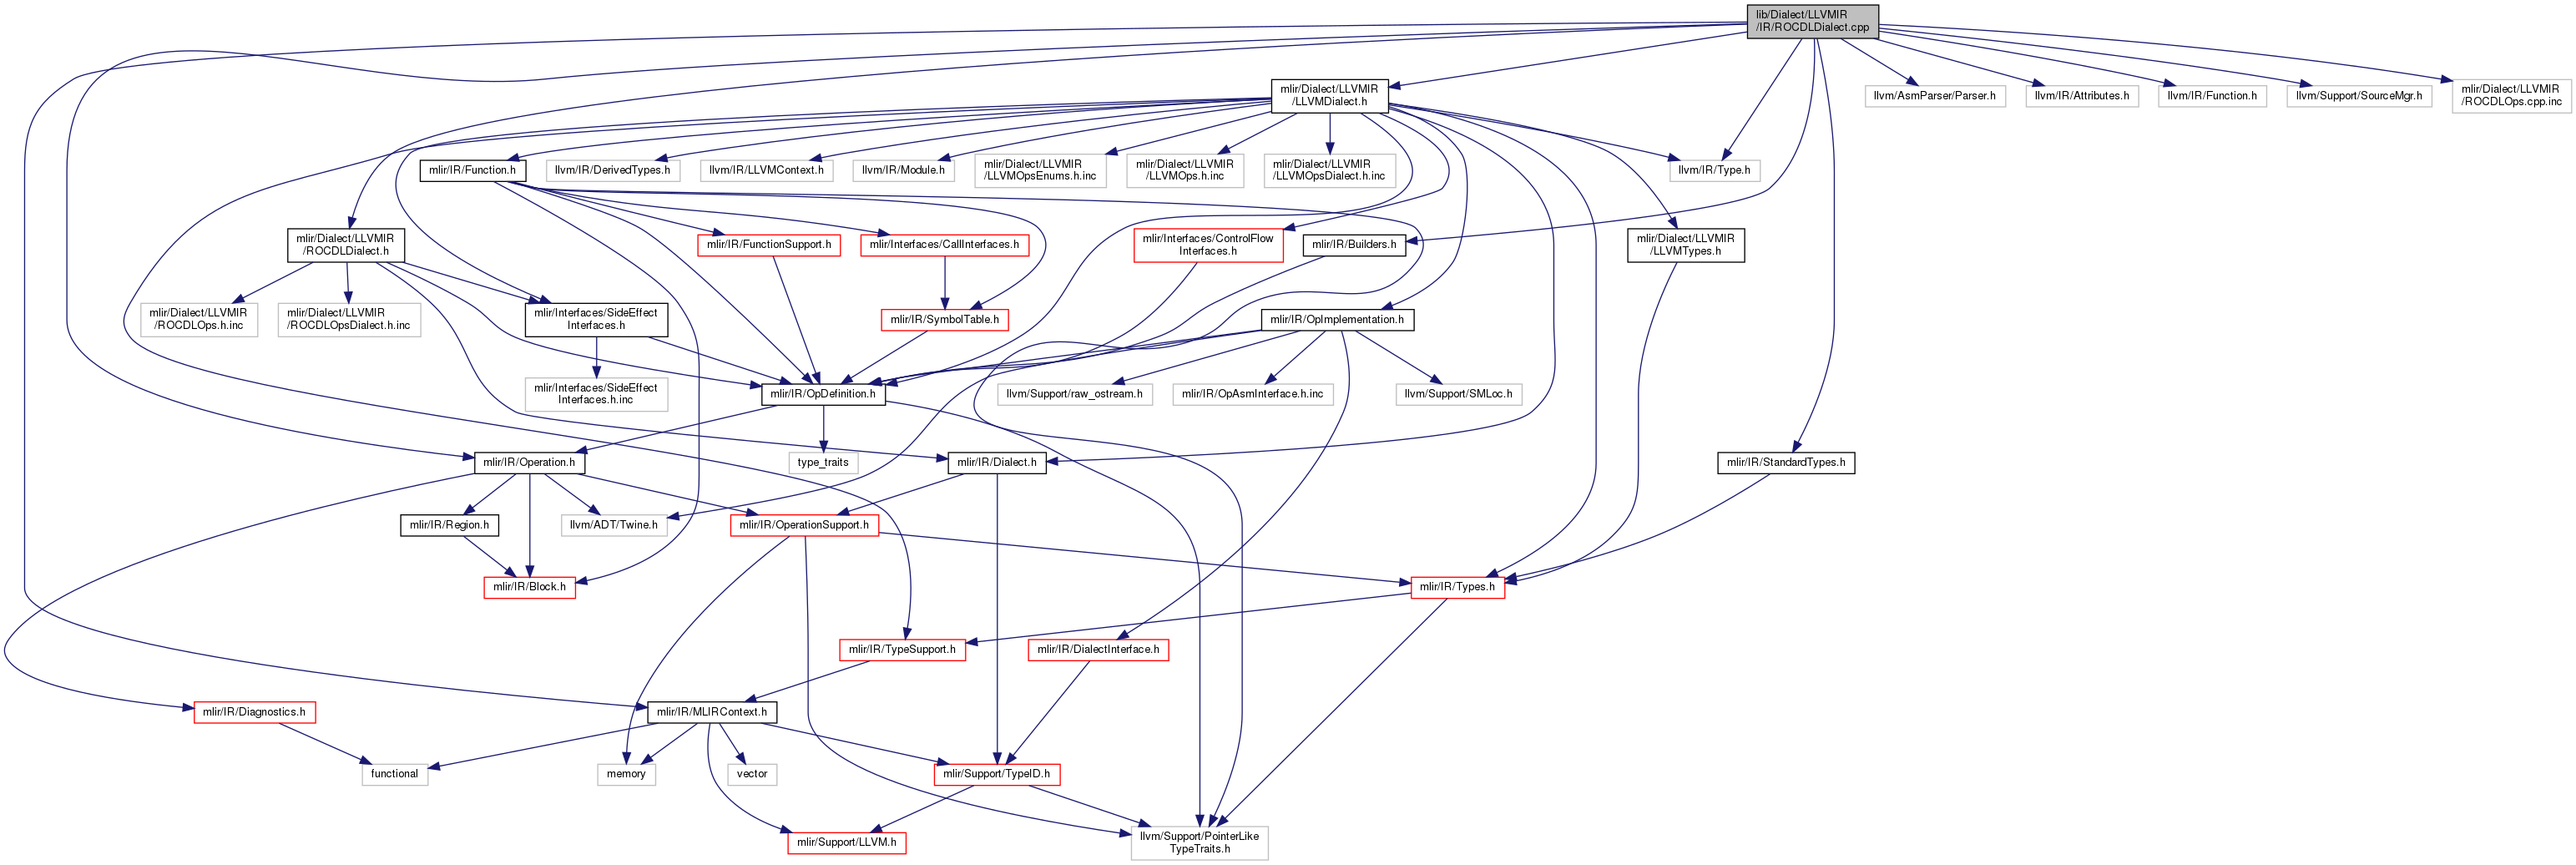 lib/Dialect/LLVMIR
/IR/ROCDLDialect.cpp
mlir/Dialect/LLVMIR
/LLVMDialect.h
llvm/AsmParser/Parser.h
llvm/IR/Attributes.h
llvm/IR/Function.h
llvm/Support/SourceMgr.h
mlir/Dialect/LLVMIR
/ROCDLOps.cpp.inc
mlir/IR/Function.h
llvm/IR/DerivedTypes.h
llvm/IR/LLVMContext.h
llvm/IR/Module.h
mlir/Dialect/LLVMIR
/LLVMOpsEnums.h.inc
mlir/Dialect/LLVMIR
/LLVMOps.h.inc
mlir/Dialect/LLVMIR
/LLVMOpsDialect.h.inc
llvm/IR/Type.h
mlir/Dialect/LLVMIR
/ROCDLDialect.h
mlir/IR/FunctionSupport.h
mlir/Interfaces/CallInterfaces.h
mlir/Interfaces/ControlFlow
Interfaces.h
mlir/IR/Builders.h
mlir/Dialect/LLVMIR
/LLVMTypes.h
mlir/Dialect/LLVMIR
/ROCDLOps.h.inc
mlir/Dialect/LLVMIR
/ROCDLOpsDialect.h.inc
mlir/Interfaces/SideEffect
Interfaces.h
mlir/IR/SymbolTable.h
mlir/IR/OpImplementation.h
mlir/Interfaces/SideEffect
Interfaces.h.inc
mlir/IR/OpDefinition.h
llvm/Support/raw_ostream.h
mlir/IR/OpAsmInterface.h.inc
llvm/Support/SMLoc.h
mlir/IR/Operation.h
type_traits
mlir/IR/Dialect.h
mlir/IR/StandardTypes.h
mlir/IR/Region.h
llvm/ADT/Twine.h
mlir/IR/OperationSupport.h
mlir/IR/Block.h
mlir/IR/Types.h
mlir/IR/TypeSupport.h
mlir/IR/DialectInterface.h
mlir/IR/Diagnostics.h
mlir/IR/MLIRContext.h
functional
memory
vector
mlir/Support/TypeID.h
mlir/Support/LLVM.h
llvm/Support/PointerLike
TypeTraits.h